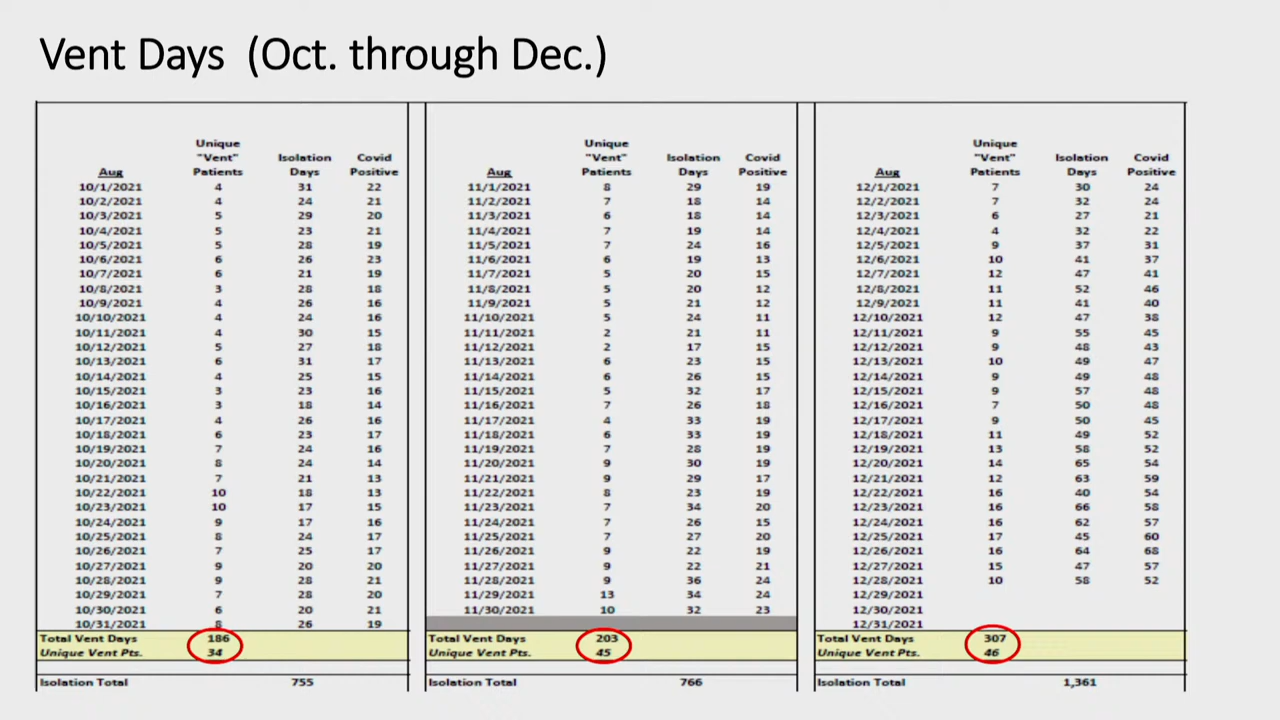 Vent Days (Oct. through Dec.)
Unique
"Vent" Isolation Covid
Aug Patients Days Positive
10/1/2021 4 31 22
10/2/2021 4 24 21
10/3/2021 5 29 20
10/4/2021 5 23 21
10/5/2021 5 28 19
10/6/2021 6 26 23
10/7/2021 6 21 19
10/8/2021 3 28 18
10/9/2021 4 26 16
10/10/2021 4 24 16
10/11/2021 4 30 15
10/12/2021 5 27 18
10/13/2021 6 31 17
10/14/2021 4 25 15
10/15/2021 3 23 16
10/16/2021 3 18 14
10/17/2021 4 26 16
10/18/2021 6 23 17
10/19/2021 7 24 16
10/20/2021 8 24 14
10/21/2021 7 21 13
10/22/2021 10 18 13
10/23/2021 10 17 15
10/24/2021 9 17 16
10/25/2021 8 24 17
10/26/2021 7 25 17
10/27/2021 9 20 20
10/28/2021 9 28 21
10/29/2021 7 28 20
10/30/2021 6 20 21
10/31/2021 8 26 19
Total Vent Days 186
Unique Vent Pts. 34
Isolation Total 755
Unique
"Vent" Isolation Covid
Aug Patients Days Positive
11/1/2021 8 29 19
11/2/2021 7 18 14
11/3/2021 6 18 14
11/4/2021 7 19 14
11/5/2021 7 24 16
11/6/2021 6 19 13
11/7/2021 5 20 15
11/8/2021 5 20 12
11/9/2021 5 21 12
11/10/2021 5 24 11
11/11/2021 2 21 11
11/12/2021 2 17 15
11/13/2021 6 23 15
11/14/2021 6 26 15
11/15/2021 5 32 17
11/16/2021 7 26 18
11/17/2021 4 33 19
11/18/2021 6 33 19
11/19/2021 7 28 19
11/20/2021 9 30 19
11/21/2021 9 29 17
11/22/2021 8 23 19
11/23/2021 7 34 20
11/24/2021 7 26 15
11/25/2021 7 27 20
11/26/2021 9 22 19
11/27/2021 9 22 21
11/28/2021 9 36 24
11/29/2021 13 34 24
11/30/2021 10 32 23
Total Vent Days 203
Unique Vent Pts. 45
Isolation Total 766
Unique
"Vent" Isolation Covid
Aug Patients Days Positive
12/1/2021 7 30 24
12/2/2021 7 32 24
12/3/2021 6 27 21
12/4/2021 4 32 22
12/5/2021 9 37 31
12/6/2021 10 41 37
12/7/2021 12 47 41
12/8/2021 11 52 46
12/9/2021 11 41 40
12/10/2021 12 47 38
12/11/2021 9 55 45
12/12/2021 9 48 43
12/13/2021 10 49 47
12/14/2021 9 49 48
12/15/2021 9 57 48
12/16/2021 7 50 48
12/17/2021 9 50 45
12/18/2021 11 49 52
12/19/2021 13 58 52
12/20/2021 14 65 54
12/21/2021 12 63 59
12/22/2021 16 40 54
12/23/2021 16 66 58
12/24/2021 16 62 57
12/25/2021 17 45 60
12/26/2021 16 64 68
12/27/2021 15 47 57
12/28/2021 10 58 52
12/29/2021
12/30/2021
12/31/2021
Total Vent Days 307
Unique Vent Pts. 46
Isolation Total 1,361